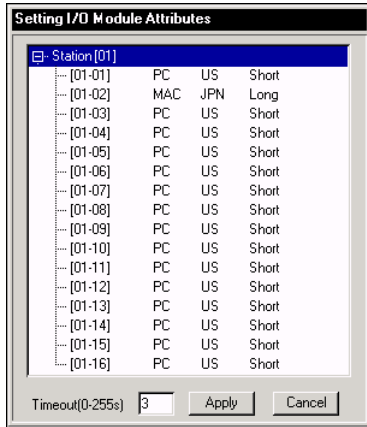 Setting I/O Module Attributes
Station [01]
[01-01] PC US Short
[01-02] MAC JPN Long
[01-03] PC US Short
[01-04] PC US Short
[01-05] PC US Short
[01-06] PC US Short
[01-07] PC US Short
[01-08] PC US Short
[01-09] PC US Short
[01-10] PC US Short
[01-11] PC US Short
[01-12] PC US Short
[01-13] PC US Short
[01-14] PC US Short
[01-15] PC US Short
[01-16] PC US Short
Timeout(0-255s) 3 Apply Cancel